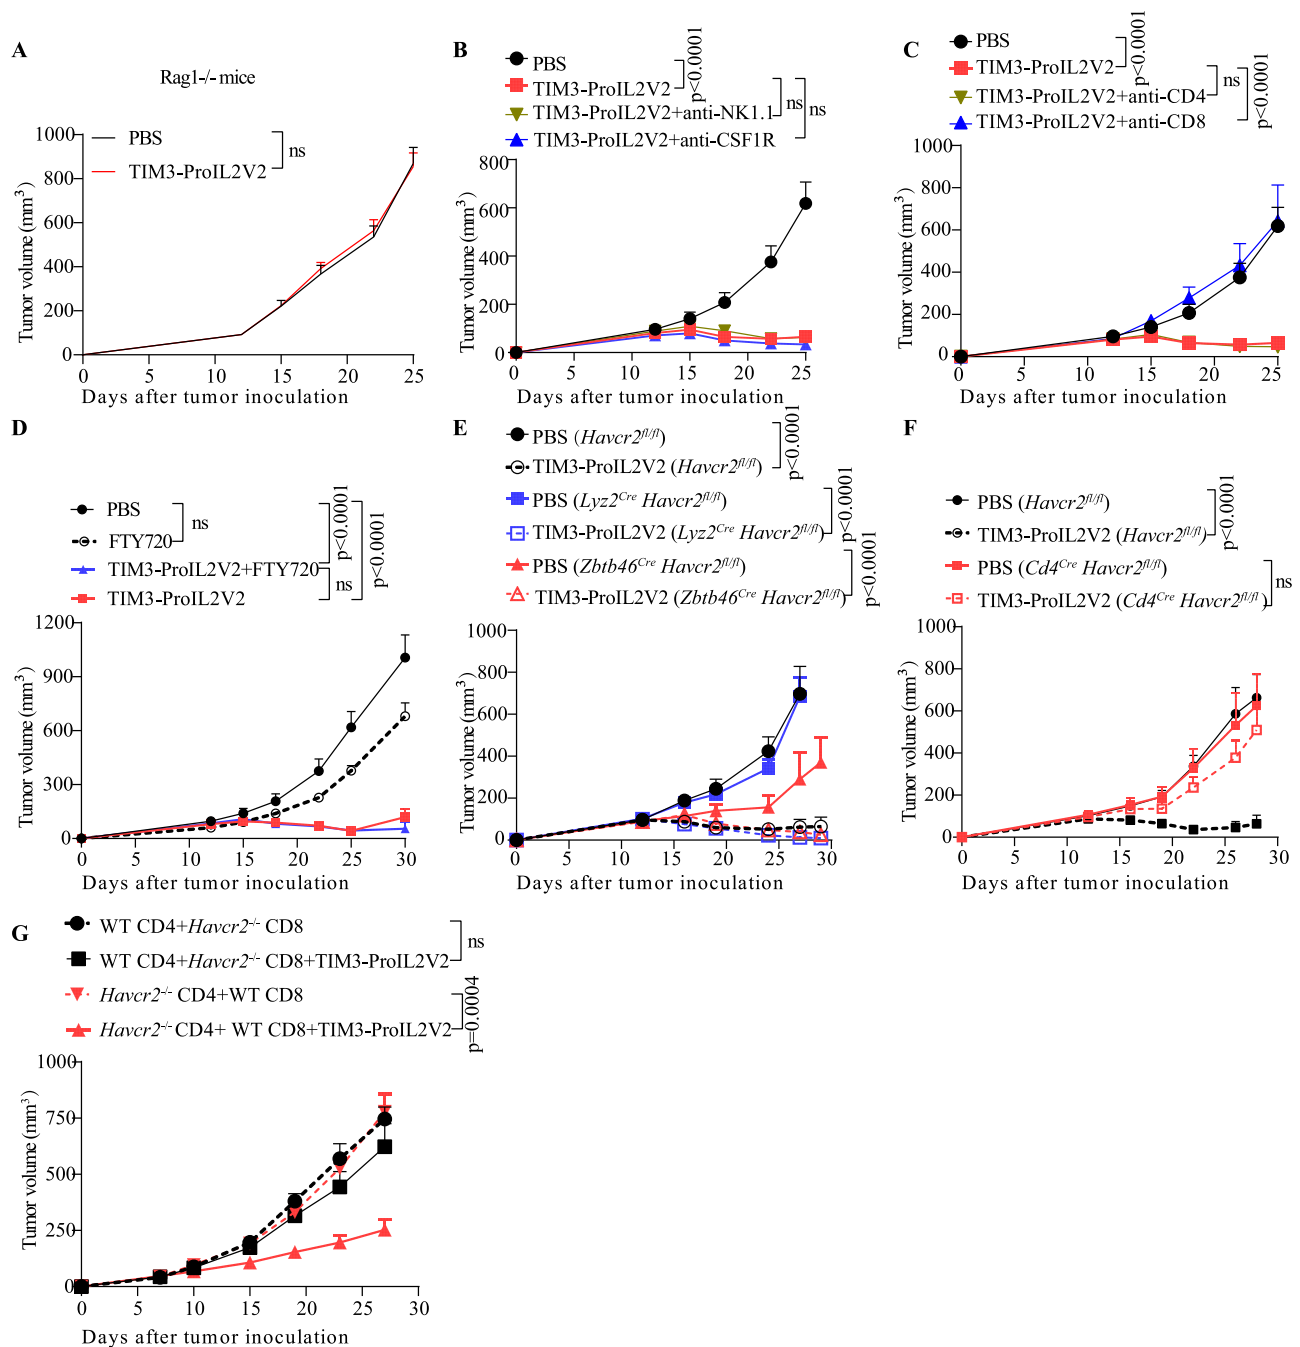 A
Rag1-/- mice
PBS
TIM3-ProIL2V2
ns
1000
800
600
400
200
0
Tumor volume (mm³)
0 5 10 15 20 25
Days after tumor inoculation
B
PBS
TIM3-ProIL2V2
TIM3-ProIL2V2+anti-NK1.1
TIM3-ProIL2V2+anti-CSF1R
p<0.0001
ns
ns
800
600
400
200
0
Tumor volume (mm³)
0 5 10 15 20 25
Days after tumor inoculation
C
PBS
TIM3-ProIL2V2
TIM3-ProIL2V2+anti-CD4
TIM3-ProIL2V2+anti-CD8
p<0.0001
ns
p<0.0001
1000
800
600
400
200
0
Tumor volume (mm³)
0 5 10 15 20 25
Days after tumor inoculation
D
PBS
FTY720
TIM3-ProIL2V2+FTY720
TIM3-ProIL2V2
ns
p<0.0001
ns
p<0.0001
1200
900
600
300
0
Tumor volume (mm³)
0 5 10 15 20 25 30
Days after tumor inoculation
E
PBS (Havcr2fl/fl)
TIM3-ProIL2V2 (Havcr2fl/fl)
PBS (Lyz2Cre Havcr2fl/fl)
TIM3-ProIL2V2 (Lyz2Cre Havcr2fl/fl)
PBS (Zbtb46Cre Havcr2fl/fl)
TIM3-ProIL2V2 (Zbtb46Cre Havcr2fl/fl)
p<0.0001
p<0.0001
p<0.0001
1000
800
600
400
200
0
Tumor volume (mm³)
0 5 10 15 20 25 30
Days after tumor inoculation
F
PBS (Havcr2fl/fl)
TIM3-ProIL2V2 (Havcr2fl/fl)
PBS (Cd4Cre Havcr2fl/fl)
TIM3-ProIL2V2 (Cd4Cre Havcr2fl/fl)
p<0.0001
ns
1000
800
600
400
200
0
Tumor volume (mm³)
0 5 10 15 20 25 30
Days after tumor inoculation
G
WT CD4+Havcr2-/- CD8
WT CD4+Havcr2-/- CD8+TIM3-ProIL2V2
Havcr2-/- CD4+WT CD8
Havcr2-/- CD4+ WT CD8+TIM3-ProIL2V2
ns
p=0.0004
1000
750
500
250
0
Tumor volume (mm³)
0 5 10 15 20 25 30
Days after tumor inoculation